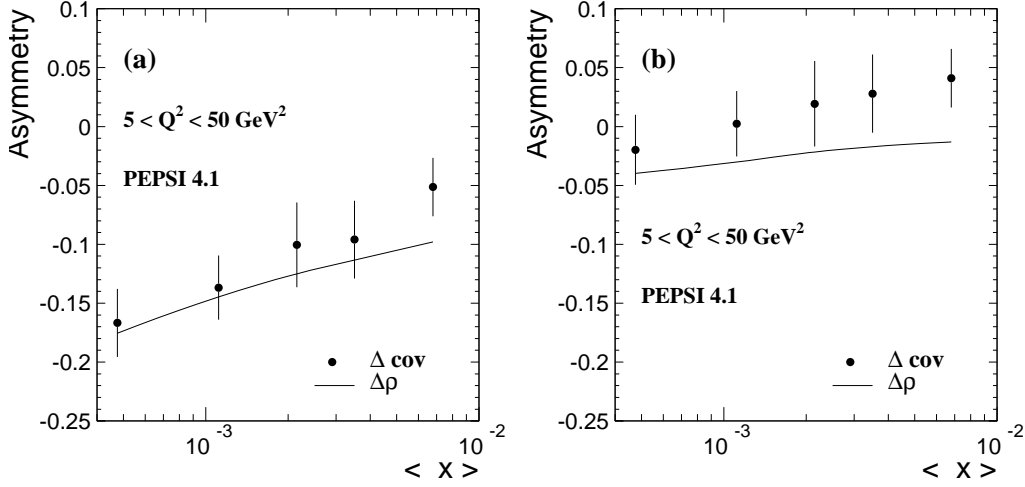 Asymmetry
0.1
0.05
0
-0.05
-0.1
-0.15
-0.2
-0.25
(a)
5 < Q² < 50 GeV²
PEPSI 4.1
Δ cov
Δρ
10⁻³
10⁻²
< x >
Asymmetry
0.1
0.05
0
-0.05
-0.1
-0.15
-0.2
-0.25
(b)
5 < Q² < 50 GeV²
PEPSI 4.1
Δ cov
Δρ
10⁻³
10⁻²
< x >